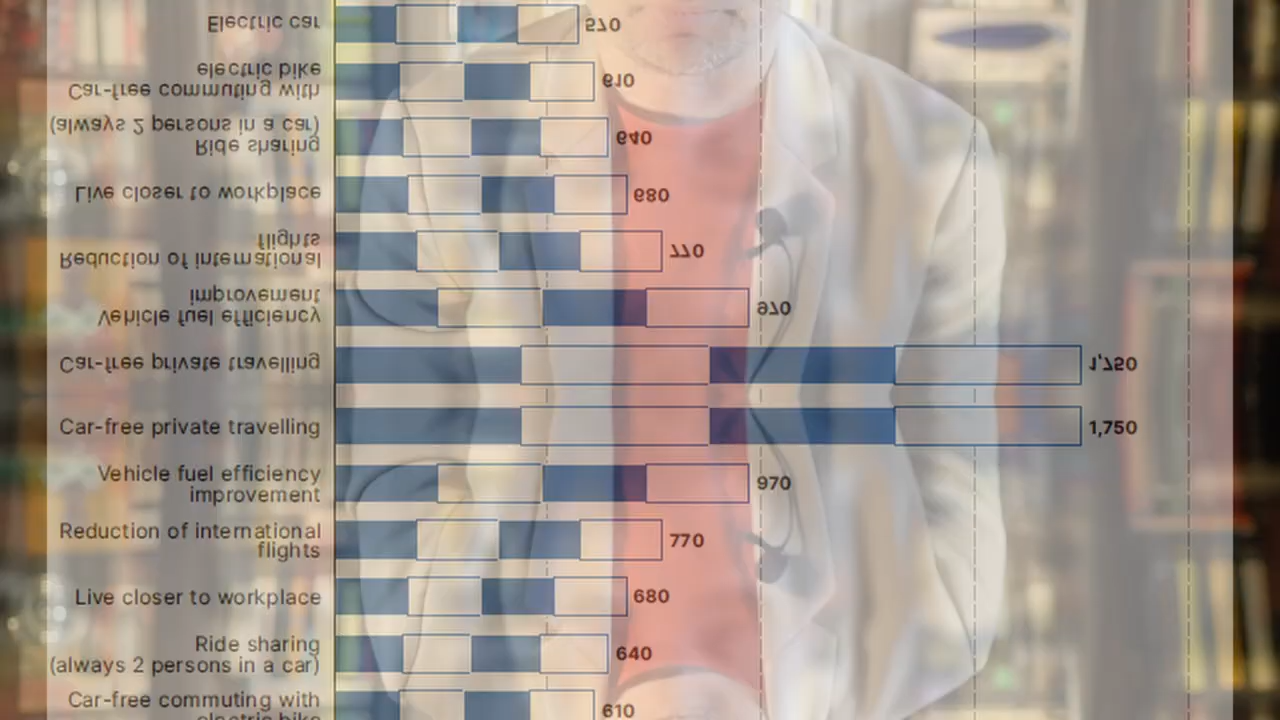 Electric car 570
electric bike
Car-free commuting with 610
(always 2 persons in a car)
Ride sharing 640
Live closer to workplace 680
flights
Reduction of international 770
improvement
Vehicle fuel efficiency 970
Car-free private travelling 1,750
Car-free private travelling 1,750
Vehicle fuel efficiency
improvement 970
Reduction of international
flights 770
Live closer to workplace 680
Ride sharing
(always 2 persons in a car) 640
Car-free commuting with
electric bike 610